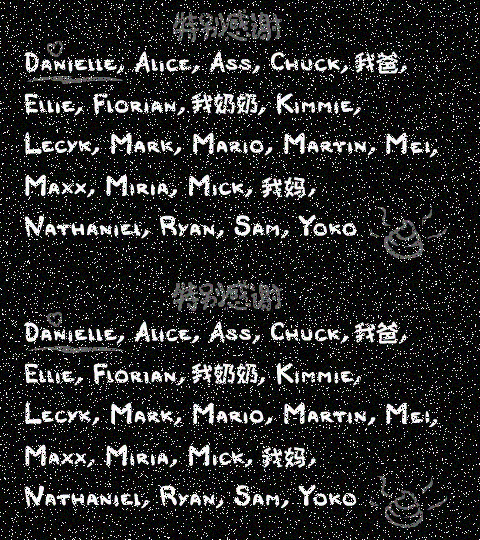 特别感谢
Danielle, Alice, Ass, Chuck, 我爸,
Ellie, Florian, 我奶奶, Kimmie,
Lecyk, Mark, Mario, Martin, Mei,
Maxx, Miria, Mick, 我妈,
Nathaniel, Ryan, Sam, Yoko
特别感谢
Danielle, Alice, Ass, Chuck, 我爸,
Ellie, Florian, 我奶奶, Kimmie,
Lecyk, Mark, Mario, Martin, Mei,
Maxx, Miria, Mick, 我妈,
Nathaniel, Ryan, Sam, Yoko